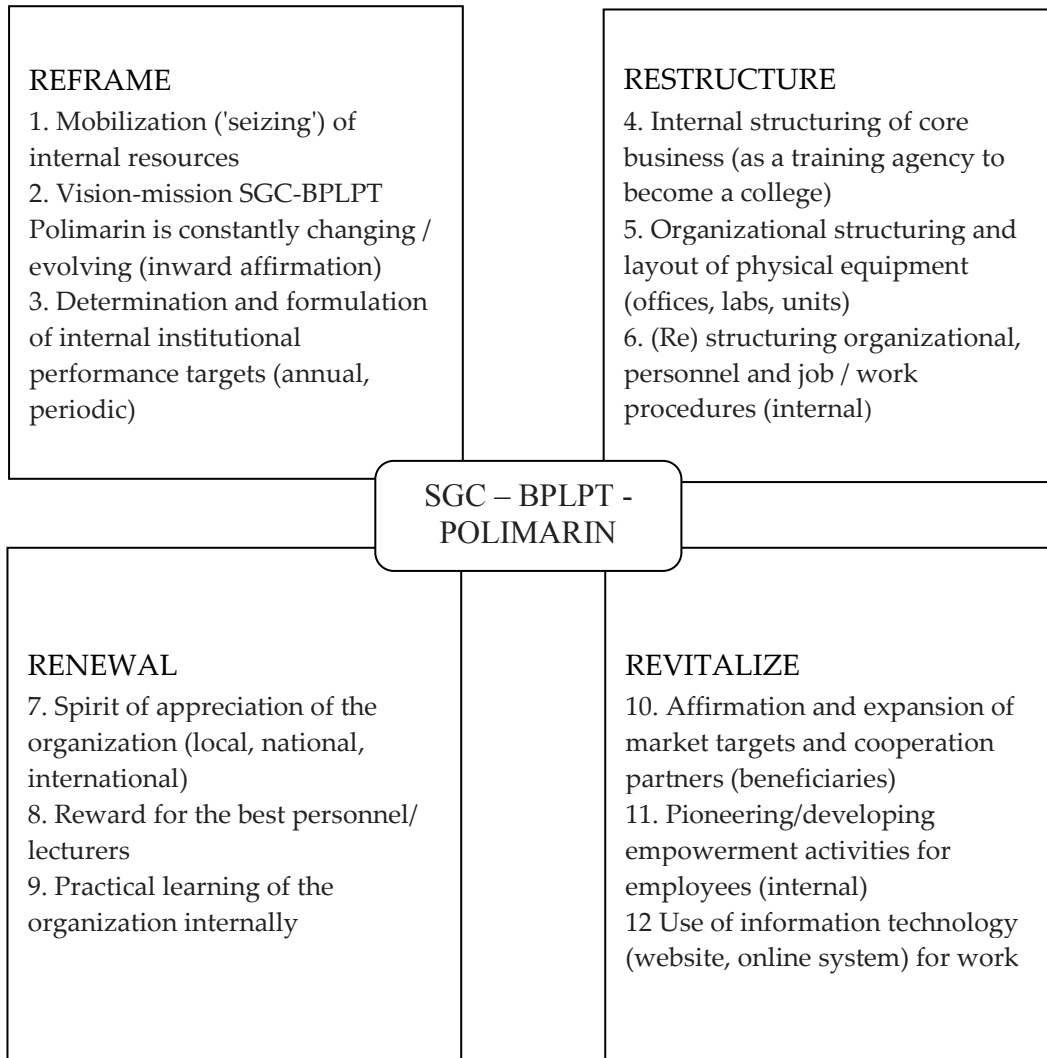 REFRAME
1. Mobilization ('seizing') of
internal resources
2. Vision-mission SGC-BPLPT
Polimarin is constantly changing /
evolving (inward affirmation)
3. Determination and formulation
of internal institutional
performance targets (annual,
periodic)
RESTRUCTURE
4. Internal structuring of core
business (as a training agency to
become a college)
5. Organizational structuring and
layout of physical equipment
(offices, labs, units)
6. (Re) structuring organizational,
personnel and job / work
procedures (internal)
SGC – BPLPT -
POLIMARIN
RENEWAL
7. Spirit of appreciation of the
organization (local, national,
international)
8. Reward for the best personnel/
lecturers
9. Practical learning of the
organization internally
REVITALIZE
10. Affirmation and expansion of
market targets and cooperation
partners (beneficiaries)
11. Pioneering/developing
empowerment activities for
employees (internal)
12 Use of information technology
(website, online system) for work